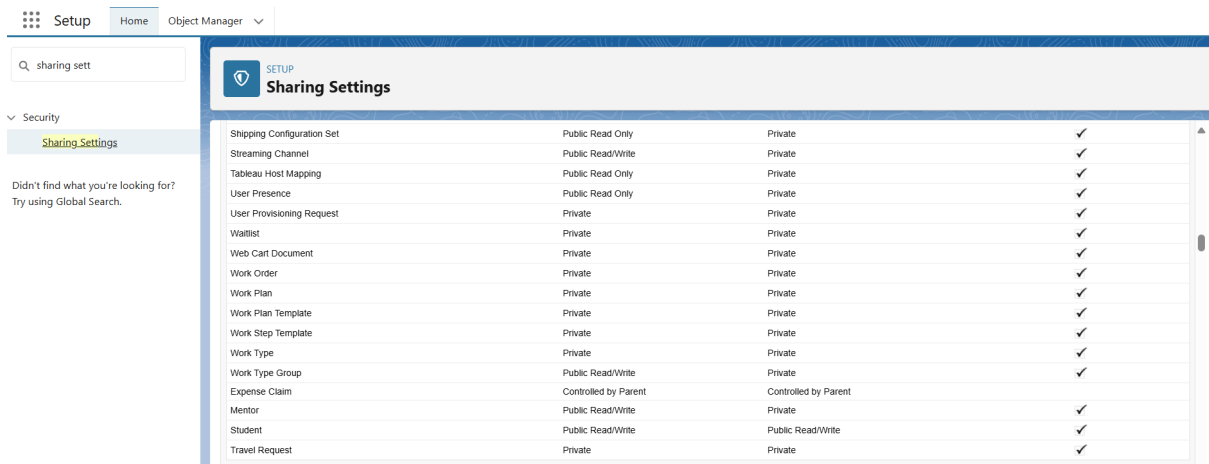 Setup Home Object Manager
sharing sett
SETUP
Sharing Settings
Security
Sharing Settings
Didn't find what you're looking for?
Try using Global Search.
Shipping Configuration Set Public Read Only Private
Streaming Channel Public Read/Write Private
Tableau Host Mapping Public Read Only Private
User Presence Public Read Only Private
User Provisioning Request Private Private
Waitlist Private Private
Web Cart Document Private Private
Work Order Private Private
Work Plan Private Private
Work Plan Template Private Private
Work Step Template Private Private
Work Type Private Private
Work Type Group Public Read/Write Private
Expense Claim Controlled by Parent Controlled by Parent
Mentor Public Read/Write Private
Student Public Read/Write Public Read/Write
Travel Request Private Private